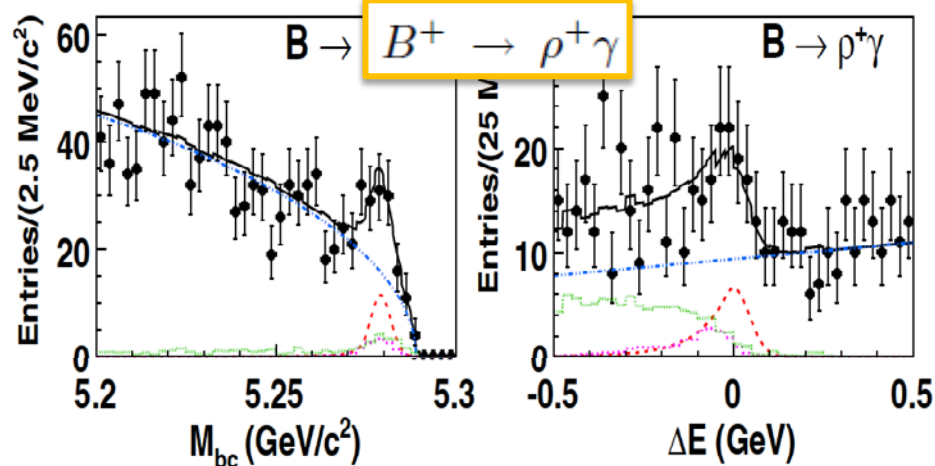 Entries/(2.5 MeV/c²)
60
40
20
0
B →
B⁺ → ρ⁺γ
5.2
5.25
5.3
M_bc (GeV/c²)
Entries/(25 M
20
10
0
B → ρ⁺γ
-0.5
0
0.5
ΔE (GeV)